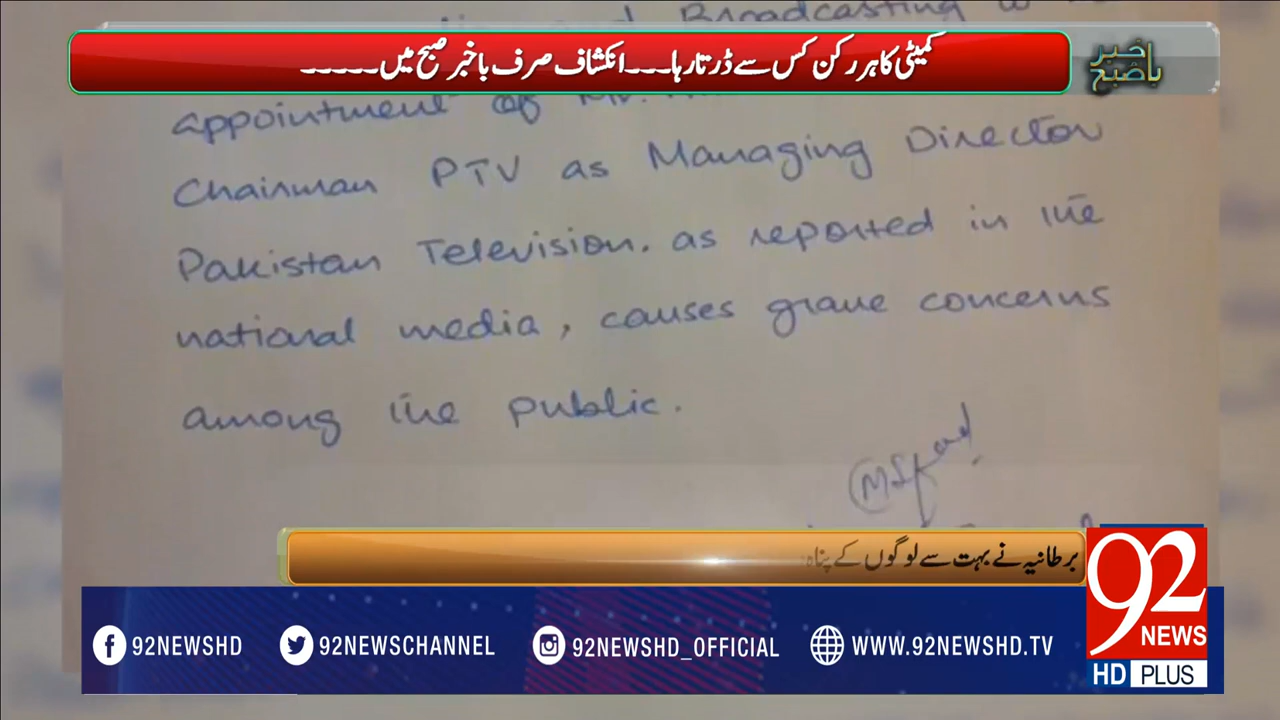 Broadcasting
کمیٹی کا ہر رکن کس سے ڈرتا رہا۔۔۔انکشاف صرف باخبر صبح میں۔۔۔۔۔
باخبر صبح
appointment of Mr.
Chairman PTV as Managing Director
Pakistan Television. as reported in the
national media, causes grave concerns
among the public.
برطانیہ نے بہت سے لوگوں کے پناہ
92 NEWS
HD PLUS
92NEWSHD
92NEWSCHANNEL
92NEWSHD_OFFICIAL
WWW.92NEWSHD.TV